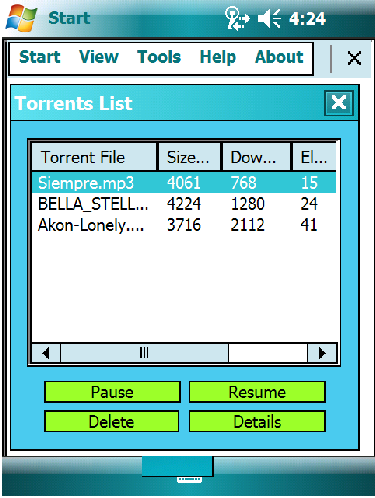 Start 4:24
Start View Tools Help About
Torrents List
Torrent File Size... Dow... El...
Siempre.mp3 4061 768 15
BELLA_STELL... 4224 1280 24
Akon-Lonely.... 3716 2112 41
Pause Resume
Delete Details